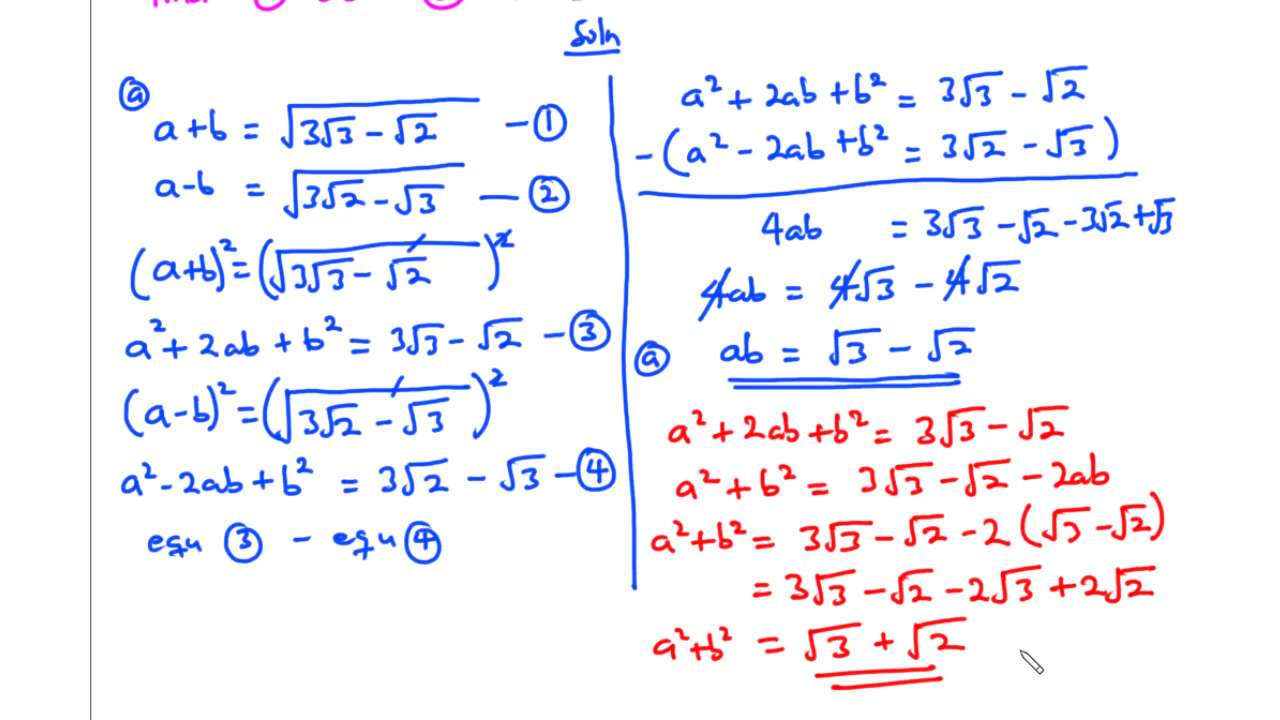 Soln
ⓐ
a+b = √(3√3 − √2) — ①
a-b = √(3√2 − √3) — ②
(a+b)² = (√(3√3 − √2))²
a² + 2ab + b² = 3√3 − √2 — ③
(a−b)² = (√(3√2 − √3))²
a² - 2ab + b² = 3√2 − √3 — ④
equ ③ − equ ④
a² + 2ab + b² = 3√3 − √2
−(a² − 2ab + b² = 3√2 − √3)
4ab = 3√3 − √2 − 3√2 + √3
4ab = 4√3 − 4√2
ⓐ ab = √3 − √2
a² + 2ab + b² = 3√3 − √2
a² + b² = 3√3 − √2 − 2ab
a² + b² = 3√3 − √2 − 2(√3 − √2)
= 3√3 − √2 − 2√3 + 2√2
a² + b² = √3 + √2